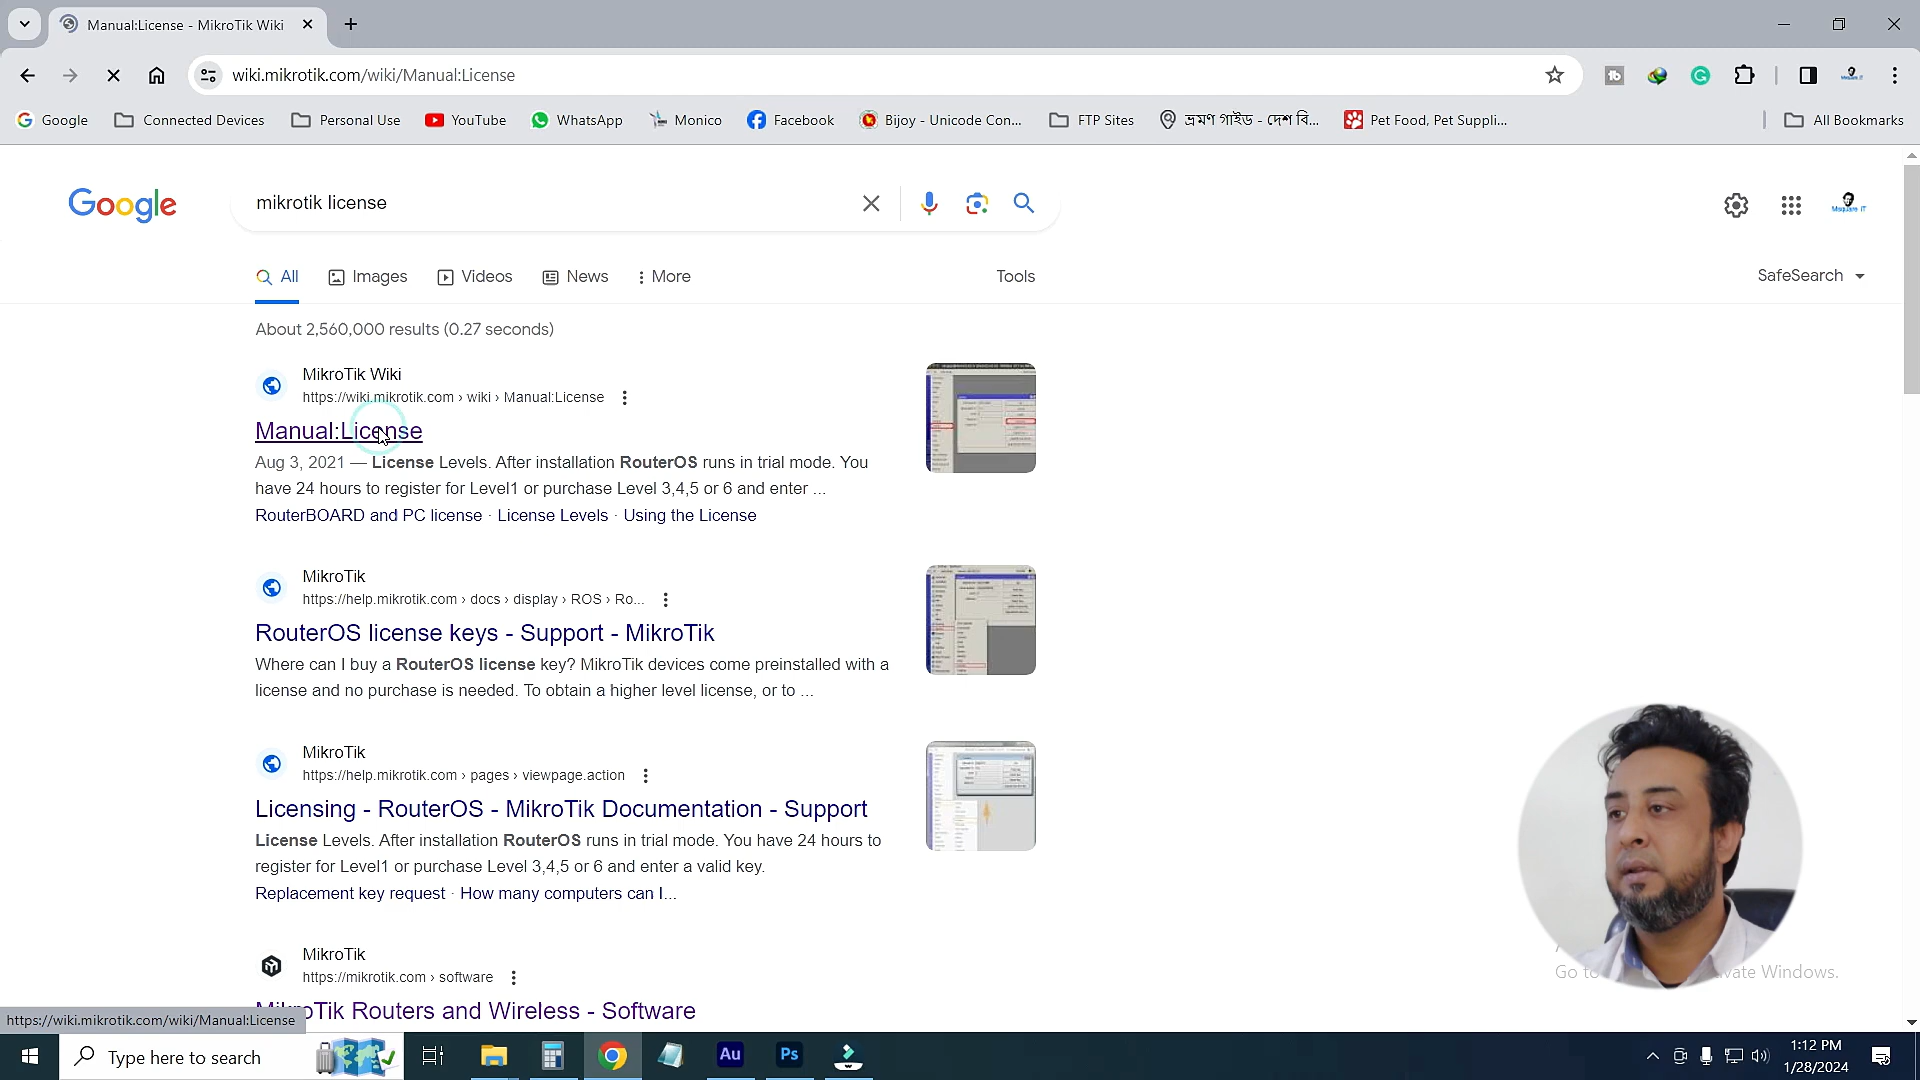 Manual:License - MikroTik Wiki
wiki.mikrotik.com/wiki/Manual:License
Google
Connected Devices
Personal Use
YouTube
WhatsApp
Monico
Facebook
Bijoy - Unicode Con...
FTP Sites
ভ্রমণ গাইড - দেশ বি...
Pet Food, Pet Suppli...
All Bookmarks
Google
mikrotik license
Msquare IT
All
Images
Videos
News
More
Tools
SafeSearch
About 2,560,000 results (0.27 seconds)
MikroTik Wiki
https://wiki.mikrotik.com › wiki › Manual:License
Manual:License
Aug 3, 2021 — License Levels. After installation RouterOS runs in trial mode. You
have 24 hours to register for Level1 or purchase Level 3,4,5 or 6 and enter ...
RouterBOARD and PC license · License Levels · Using the License
MikroTik
https://help.mikrotik.com › docs › display › ROS › Ro...
RouterOS license keys - Support - MikroTik
Where can I buy a RouterOS license key? MikroTik devices come preinstalled with a
license and no purchase is needed. To obtain a higher level license, or to ...
MikroTik
https://help.mikrotik.com › pages › viewpage.action
Licensing - RouterOS - MikroTik Documentation - Support
License Levels. After installation RouterOS runs in trial mode. You have 24 hours to
register for Level1 or purchase Level 3,4,5 or 6 and enter a valid key.
Replacement key request · How many computers can I...
MikroTik
https://mikrotik.com › software
MikroTik Routers and Wireless - Software
Go to vate Windows.
https://wiki.mikrotik.com/wiki/Manual:License
Type here to search
Au
Ps
1:12 PM
1/28/2024